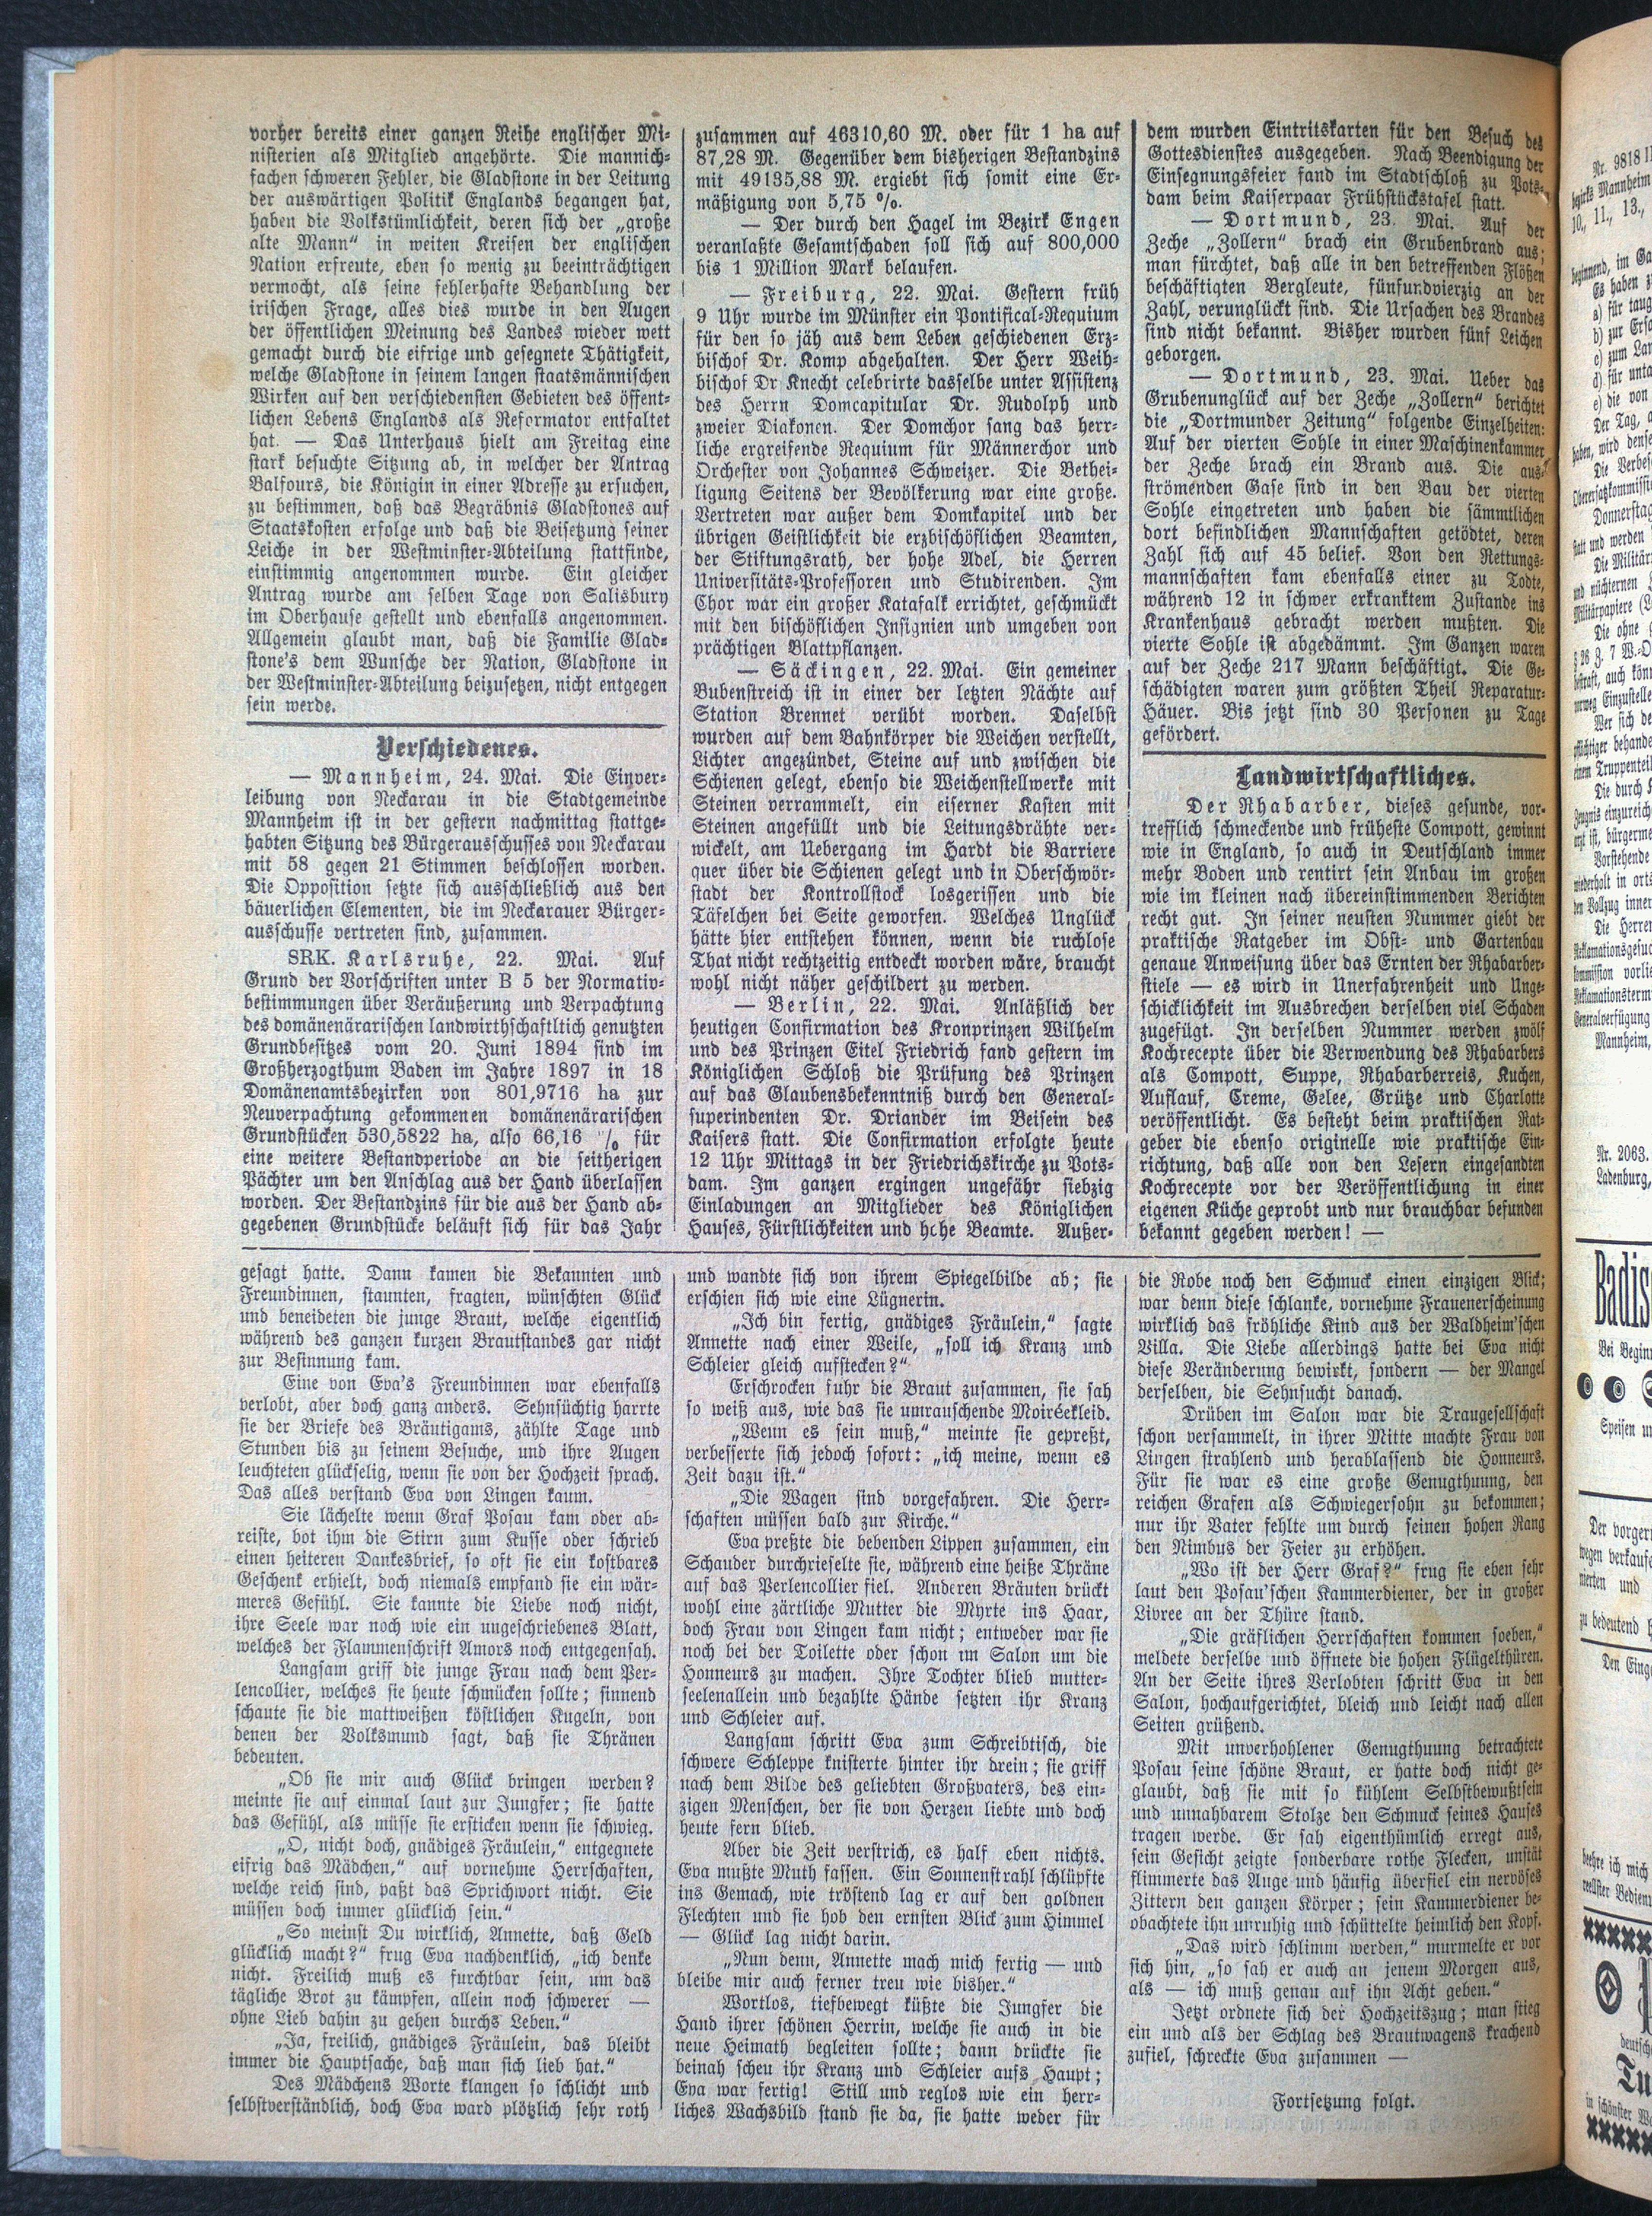 vorher bereits einer ganzen Reihe englischer Mi-
nisterien als Mitglied angehörte. Die mannich-
fachen schweren Fehler, die Gladstone in der Leitung
der auswärtigen Politik Englands begangen hat,
haben die Volkstümlichkeit, deren sich der „große
alte Mann“ in weiten Kreisen der englischen
Nation erfreute, eben so wenig zu beeinträchtigen
vermocht, als seine fehlerhafte Behandlung der
irischen Frage, alles dies wurde in den Augen
der öffentlichen Meinung des Landes wieder wett
gemacht durch die eifrige und gesegnete Thätigkeit,
welche Gladstone in seinem langen staatsmännischen
Wirken auf den verschiedensten Gebieten des öffent-
lichen Lebens Englands als Reformator entfaltet
hat. — Das Unterhaus hielt am Freitag eine
stark besuchte Sitzung ab, in welcher der Antrag
Balfours, die Königin in einer Adresse zu ersuchen,
zu bestimmen, daß das Begräbnis Gladstones auf
Staatskosten erfolge und daß die Beisetzung seiner
Leiche in der Westminster-Abteilung stattfinde,
einstimmig angenommen wurde. Ein gleicher
Antrag wurde am selben Tage von Salisbury
im Oberhause gestellt und ebenfalls angenommen.
Allgemein glaubt man, daß die Familie Glad-
stone's dem Wunsche der Nation, Gladstone in
der Westminster-Abteilung beizusetzen, nicht entgegen
sein werde.
Verschiedenes.
— Mannheim, 24. Mai. Die Einver-
leibung von Neckarau in die Stadtgemeinde
Mannheim ist in der gestern nachmittag stattge-
habten Sitzung des Bürgerausschusses von Neckarau
mit 58 gegen 21 Stimmen beschlossen worden.
Die Opposition setzte sich ausschließlich aus den
bäuerlichen Elementen, die im Neckarauer Bürger-
ausschusse vertreten sind, zusammen.
SRK. Karlsruhe, 22. Mai. Auf
Grund der Vorschriften unter B 5 der Normativ-
bestimmungen über Veräußerung und Verpachtung
des domänenärarischen landwirthschaftltich genutzten
Grundbesitzes vom 20. Juni 1894 sind im
Großherzogthum Baden im Jahre 1897 in 18
Domänenamtsbezirken von 801,9716 ha zur
Neuverpachtung gekommenen domänenärarischen
Grundstücken 530,5822 ha, also 66,16 % für
eine weitere Bestandperiode an die seitherigen
Pächter um den Anschlag aus der Hand überlassen
worden. Der Bestandzins für die aus der Hand ab-
gegebenen Grundstücke beläuft sich für das Jahr
zusammen auf 46310,60 M. oder für 1 ha auf
87,28 M. Gegenüber dem bisherigen Bestandzins
mit 49135,88 M. ergiebt sich somit eine Er-
mäßigung von 5,75 %.
— Der durch den Hagel im Bezirk Engen
veranlaßte Gesamtschaden soll sich auf 800,000
bis 1 Million Mark belaufen.
— Freiburg, 22. Mai. Gestern früh
9 Uhr wurde im Münster ein Pontifical-Requium
für den so jäh aus dem Leben geschiedenen Erz-
bischof Dr. Komp abgehalten. Der Herr Weih-
bischof Dr Knecht celebrirte dasselbe unter Assistenz
des Herrn Domcapitular Dr. Rudolph und
zweier Diakonen. Der Domchor sang das herr-
liche ergreifende Requium für Männerchor und
Orchester von Johannes Schweizer. Die Bethei-
ligung Seitens der Bevölkerung war eine große.
Vertreten war außer dem Domkapitel und der
übrigen Geistlichkeit die erzbischöflichen Beamten,
der Stiftungsrath, der hohe Adel, die Herren
Universitäts-Professoren und Studirenden. Im
Chor war ein großer Katafalk errichtet, geschmückt
mit den bischöflichen Insignien und umgeben von
prächtigen Blattpflanzen.
— Säckingen, 22. Mai. Ein gemeiner
Bubenstreich ist in einer der letzten Nächte auf
Station Brennet verübt worden. Daselbst
wurden auf dem Bahnkörper die Weichen verstellt,
Lichter angezündet, Steine auf und zwischen die
Schienen gelegt, ebenso die Weichenstellwerke mit
Steinen verrammelt, ein eiserner Kasten mit
Steinen angefüllt und die Leitungsdrähte ver-
wickelt, am Uebergang im Hardt die Barriere
quer über die Schienen gelegt und in Oberschwör-
stadt der Kontrollstock losgerissen und die
Täfelchen bei Seite geworfen. Welches Unglück
hätte hier entstehen können, wenn die ruchlose
That nicht rechtzeitig entdeckt worden wäre, braucht
wohl nicht näher geschildert zu werden.
— Berlin, 22. Mai. Anläßlich der
heutigen Confirmation des Kronprinzen Wilhelm
und des Prinzen Eitel Friedrich fand gestern im
Königlichen Schloß die Prüfung des Prinzen
auf das Glaubensbekenntniß durch den General-
superindenten Dr. Driander im Beisein des
Kaisers statt. Die Confirmation erfolgte heute
12 Uhr Mittags in der Friedrichskirche zu Pots-
dam. Im ganzen ergingen ungefähr siebzig
Einladungen an Mitglieder des Königlichen
Hauses, Fürstlichkeiten und hohe Beamte. Außer-
dem wurden Eintritskarten für den Besuch des
Gottesdienstes ausgegeben. Nach Beendigung der
Einsegnungsfeier fand im Stadtschloß zu Pots-
dam beim Kaiserpaar Frühstückstafel statt.
— Dortmund, 23. Mai. Auf der
Zeche „Zollern“ brach ein Grubenbrand aus;
man fürchtet, daß alle in den betreffenden Flößen
beschäftigten Bergleute, fünfundvierzig an der
Zahl, verunglückt sind. Die Ursachen des Brandes
sind nicht bekannt. Bisher wurden fünf Leichen
geborgen.
— Dortmund, 23. Mai. Ueber das
Grubenunglück auf der Zeche „Zollern“ berichtet
die „Dortmunder Zeitung“ folgende Einzelheiten:
Auf der vierten Sohle in einer Maschinenkammer
der Zeche brach ein Brand aus. Die aus-
strömenden Gase sind in den Bau der vierten
Sohle eingetreten und haben die sämmtlichen
dort befindlichen Mannschaften getödtet, deren
Zahl sich auf 45 belief. Von den Rettungs-
mannschaften kam ebenfalls einer zu Todte,
während 12 in schwer erkranktem Zustande ins
Krankenhaus gebracht werden mußten. Die
vierte Sohle ist abgedämmt. Im Ganzen waren
auf der Zeche 217 Mann beschäftigt. Die Ge-
schädigten waren zum größten Theil Reparatur-
Häuer. Bis jetzt sind 30 Personen zu Tage
gefördert.
Landwirtschaftliches.
Der Rhabarber, dieses gesunde, vor-
trefflich schmeckende und früheste Compott, gewinnt
wie in England, so auch in Deutschland immer
mehr Boden und rentirt sein Anbau im großen
wie im kleinen nach übereinstimmenden Berichten
recht gut. In seiner neusten Nummer giebt der
praktische Ratgeber im Obst- und Gartenbau
genaue Anweisung über das Ernten der Rhabarber-
stiele — es wird in Unerfahrenheit und Unge-
schicklichkeit im Ausbrechen derselben viel Schaden
zugefügt. In derselben Nummer werden zwölf
Kochrecepte über die Verwendung des Rhabarbers
als Compott, Suppe, Rhabarberreis, Kuchen,
Auflauf, Creme, Gelee, Grütze und Charlotte
veröffentlicht. Es besteht beim praktischen Rat-
geber die ebenso originelle wie praktische Ein-
richtung, daß alle von den Lesern eingesandten
Kochrecepte vor der Veröffentlichung in einer
eigenen Küche geprobt und nur brauchbar befunden
bekannt gegeben werden! —
gesagt hatte. Dann kamen die Bekannten und
Freundinnen, staunten, fragten, wünschten Glück
und beneideten die junge Braut, welche eigentlich
während des ganzen kurzen Brautstandes gar nicht
zur Besinnung kam.
Eine von Eva's Freundinnen war ebenfalls
verlobt, aber doch ganz anders. Sehnsüchtig harrte
sie der Briefe des Bräutigams, zählte Tage und
Stunden bis zu seinem Besuche, und ihre Augen
leuchteten glückselig, wenn sie von der Hochzeit sprach.
Das alles verstand Eva von Lingen kaum.
Sie lächelte wenn Graf Posau kam oder ab-
reiste, bot ihm die Stirn zum Kusse oder schrieb
einen heiteren Dankesbrief, so oft sie ein kostbares
Geschenk erhielt, doch niemals empfand sie ein wär-
meres Gefühl. Sie kannte die Liebe noch nicht,
ihre Seele war noch wie ein ungeschriebenes Blatt,
welches der Flammenschrift Amors noch entgegensah.
Langsam griff die junge Frau nach dem Per-
lencollier, welches sie heute schmücken sollte; sinnend
schaute sie die mattweißen köstlichen Kugeln, von
denen der Volksmund sagt, daß sie Thränen
bedeuten.
„Ob sie mir auch Glück bringen werden?
meinte sie auf einmal laut zur Jungfer; sie hatte
das Gefühl, als müsse sie ersticken wenn sie schwieg.
„O, nicht doch, gnädiges Fräulein,“ entgegnete
eifrig das Mädchen,“ auf vornehme Herrschaften,
welche reich sind, paßt das Sprichwort nicht. Sie
müssen doch immer glücklich sein.“
„So meinst Du wirklich, Annette, daß Geld
glücklich macht?“ frug Eva nachdenklich, „ich denke
nicht. Freilich muß es furchtbar sein, um das
tägliche Brot zu kämpfen, allein noch schwerer —
ohne Lieb dahin zu gehen durchs Leben.“
„Ja, freilich, gnädiges Fräulein, das bleibt
immer die Hauptsache, daß man sich lieb hat.“
Des Mädchens Worte klangen so schlicht und
selbstverständlich, doch Eva ward plötzlich sehr roth
und wandte sich von ihrem Spiegelbilde ab; sie
erschien sich wie eine Lügnerin.
„Ich bin fertig, gnädiges Fräulein,“ sagte
Annette nach einer Weile, „soll ich Kranz und
Schleier gleich aufstecken?“
Erschrocken fuhr die Braut zusammen, sie sah
so weiß aus, wie das sie umrauschende Moiréekleid.
„Wenn es sein muß,“ meinte sie gepreßt,
verbesserte sich jedoch sofort: „ich meine, wenn es
Zeit dazu ist.“
„Die Wagen sind vorgefahren. Die Herr-
schaften müssen bald zur Kirche.“
Eva preßte die bebenden Lippen zusammen, ein
Schauder durchrieselte sie, während eine heiße Thräne
auf das Perlencollier fiel. Anderen Bräuten drückt
wohl eine zärtliche Mutter die Myrte ins Haar,
doch Frau von Lingen kam nicht; entweder war sie
noch bei der Toilette oder schon im Salon um die
Honneurs zu machen. Ihre Tochter blieb mutter-
seelenallein und bezahlte Hände setzten ihr Kranz
und Schleier auf.
Langsam schritt Eva zum Schreibtisch, die
schwere Schleppe knisterte hinter ihr drein; sie griff
nach dem Bilde des geliebten Großvaters, des ein-
zigen Menschen, der sie von Herzen liebte und doch
heute fern blieb.
Aber die Zeit verstrich, es half eben nichts.
Eva mußte Muth fassen. Ein Sonnenstrahl schlüpfte
ins Gemach, wie tröstend lag er auf den goldnen
Flechten und sie hob den ernsten Blick zum Himmel
— Glück lag nicht darin.
„Nun denn, Annette mach mich fertig — und
bleibe mir auch ferner treu wie bisher.“
Wortlos, tiefbewegt küßte die Jungfer die
Hand ihrer schönen Herrin, welche sie auch in die
neue Heimath begleiten sollte; dann drückte sie
beinah scheu ihr Kranz und Schleier aufs Haupt;
Eva war fertig! Still und reglos wie ein herr-
liches Wachsbild stand sie da, sie hatte weder für
die Robe noch den Schmuck einen einzigen Blick;
war denn diese schlanke, vornehme Frauenerscheinung
wirklich das fröhliche Kind aus der Waldheim'schen
Villa. Die Liebe allerdings hatte bei Eva nicht
diese Veränderung bewirkt, sondern — der Mangel
derselben, die Sehnsucht danach.
Drüben im Salon war die Traugesellschaft
schon versammelt, in ihrer Mitte machte Frau von
Lingen strahlend und herablassend die Honneurs.
Für sie war es eine große Genugthuung, den
reichen Grafen als Schwiegersohn zu bekommen;
nur ihr Vater fehlte um durch seinen hohen Rang
den Nimbus der Feier zu erhöhen.
„Wo ist der Herr Graf?“ frug sie eben sehr
laut den Posau'schen Kammerdiener, der in großer
Livree an der Thüre stand.
„Die gräflichen Herrschaften kommen soeben,“
meldete derselbe und öffnete die hohen Flügelthüren.
An der Seite ihres Verlobten schritt Eva in den
Salon, hochaufgerichtet, bleich und leicht nach allen
Seiten grüßend.
Mit unverhohlener Genugthuung betrachtete
Posau seine schöne Braut, er hatte doch nicht ge-
glaubt, daß sie mit so kühlem Selbstbewußtsein
und unnahbarem Stolze den Schmuck seines Hauses
tragen werde. Er sah eigenthümlich erregt aus,
sein Gesicht zeigte sonderbare rothe Flecken, unstät
flimmerte das Auge und häufig überfiel ein nervöses
Zittern den ganzen Körper; sein Kammerdiener be-
obachtete ihn unruhig und schüttelte heimlich den Kopf.
„Das wird schlimm werden,“ murmelte er vor
sich hin, „so sah er auch an jenem Morgen aus,
als — ich muß genau auf ihn Acht geben.“
Jetzt ordnete sich der Hochzeitszug; man stieg
ein und als der Schlag des Brautwagens krachend
zufiel, schreckte Eva zusammen —
Fortsetzung folgt.
Nr. 9818
10., 11., 13.,
Nr. 2063.
Ladenburg,